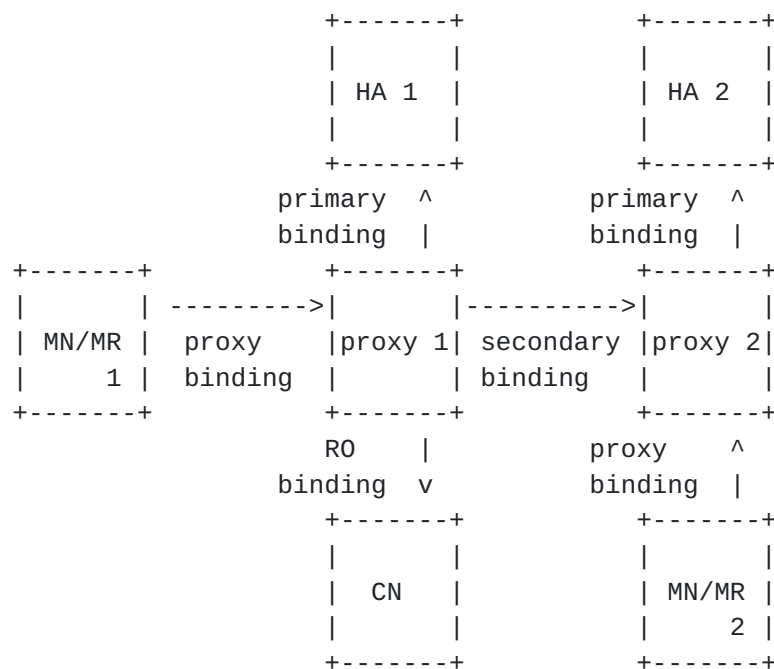 +-------+           +-------+
                    |       |           |       |
                    | HA 1  |           | HA 2  |
                    |       |           |       |
                    +-------+           +-------+
                 primary  ^          primary  ^
                 binding  |          binding  |
+-------+           +-------+           +-------+
|       | --------->|       |---------->|       |
| MN/MR |  proxy    |proxy 1| secondary |proxy 2|
|     1 |  binding  |       | binding   |       |
+-------+           +-------+           +-------+
                    RO    |          proxy    ^
                 binding  v          binding  |
                    +-------+           +-------+
                    |       |           |       |
                    |  CN   |           | MN/MR |
                    |       |           |     2 |
                    +-------+           +-------+